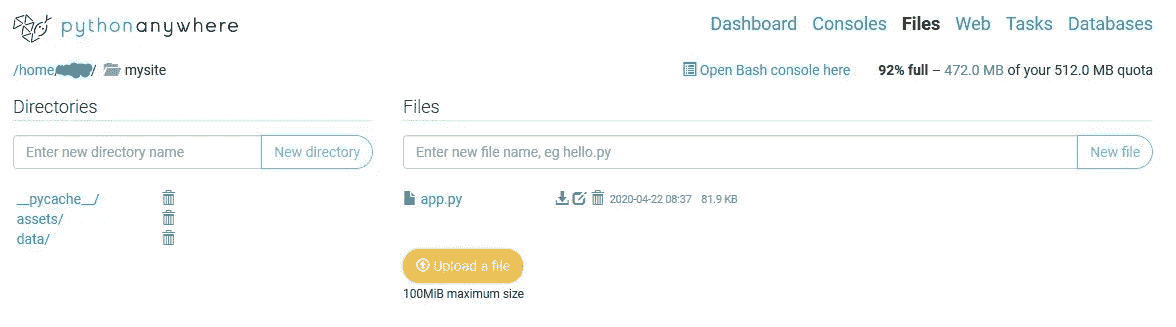 pythonanywhere
Dashboard Consoles Files Web Tasks Databases
/home/ / mysite
Open Bash console here 92% full – 472.0 MB of your 512.0 MB quota
Directories
Files
Enter new directory name New directory
Enter new file name, eg hello.py New file
__pycache__/
assets/
data/
app.py 2020-04-22 08:37 81.9 KB
Upload a file
100MiB maximum size